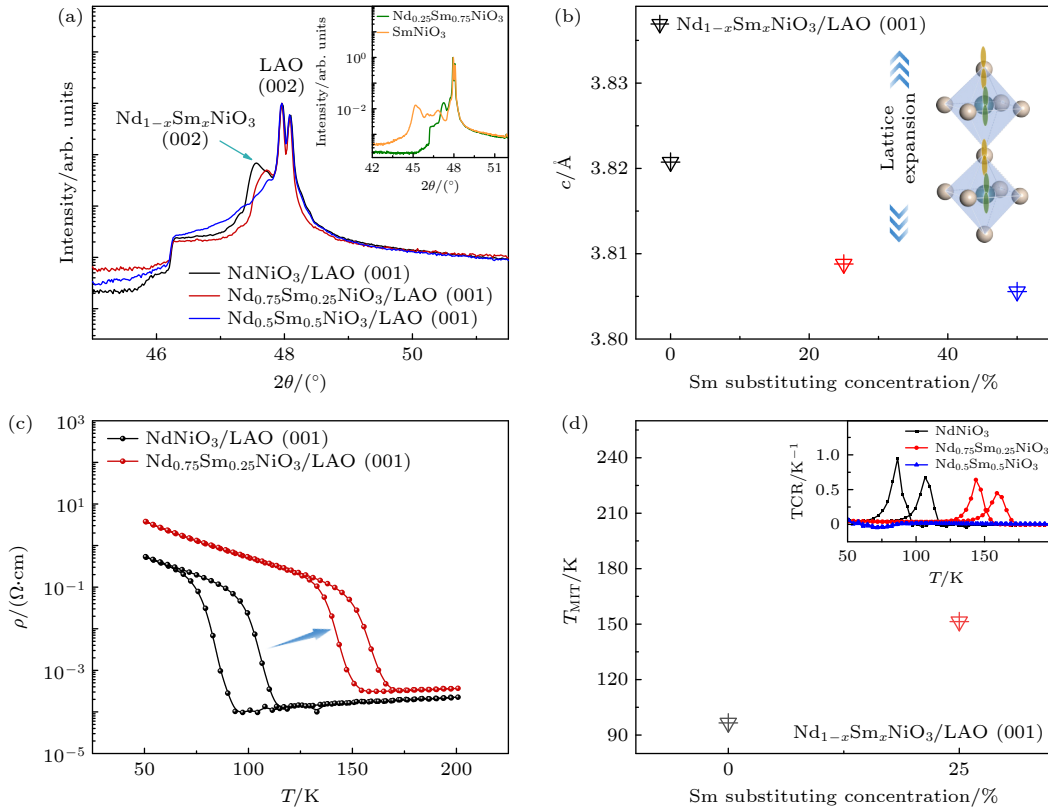 (a)
Intensity/arb. units
LAO
(002)
Nd1−xSmxNiO3
(002)
NdNiO3/LAO (001)
Nd0.75Sm0.25NiO3/LAO (001)
Nd0.5Sm0.5NiO3/LAO (001)
46 48 50
2θ/(°)
Nd0.25Sm0.75NiO3
SmNiO3
Intensity/arb. units
10^0
10^−2
42 45 48 51
2θ/(°)
(b)
Nd1−xSmxNiO3/LAO (001)
c/Å
3.83
3.82
3.81
3.80
Lattice
expansion
0 20 40
Sm substituting concentration/%
(c)
NdNiO3/LAO (001)
Nd0.75Sm0.25NiO3/LAO (001)
ρ/(Ω·cm)
10^3
10^1
10^−1
10^−3
10^−5
50 100 150 200
T/K
(d)
TMIT/K
240
210
180
150
120
90
NdNiO3
Nd0.75Sm0.25NiO3
Nd0.5Sm0.5NiO3
TCR/K^−1
1.0
0.5
0
50 100 150
T/K
Nd1−xSmxNiO3/LAO (001)
0 25
Sm substituting concentration/%